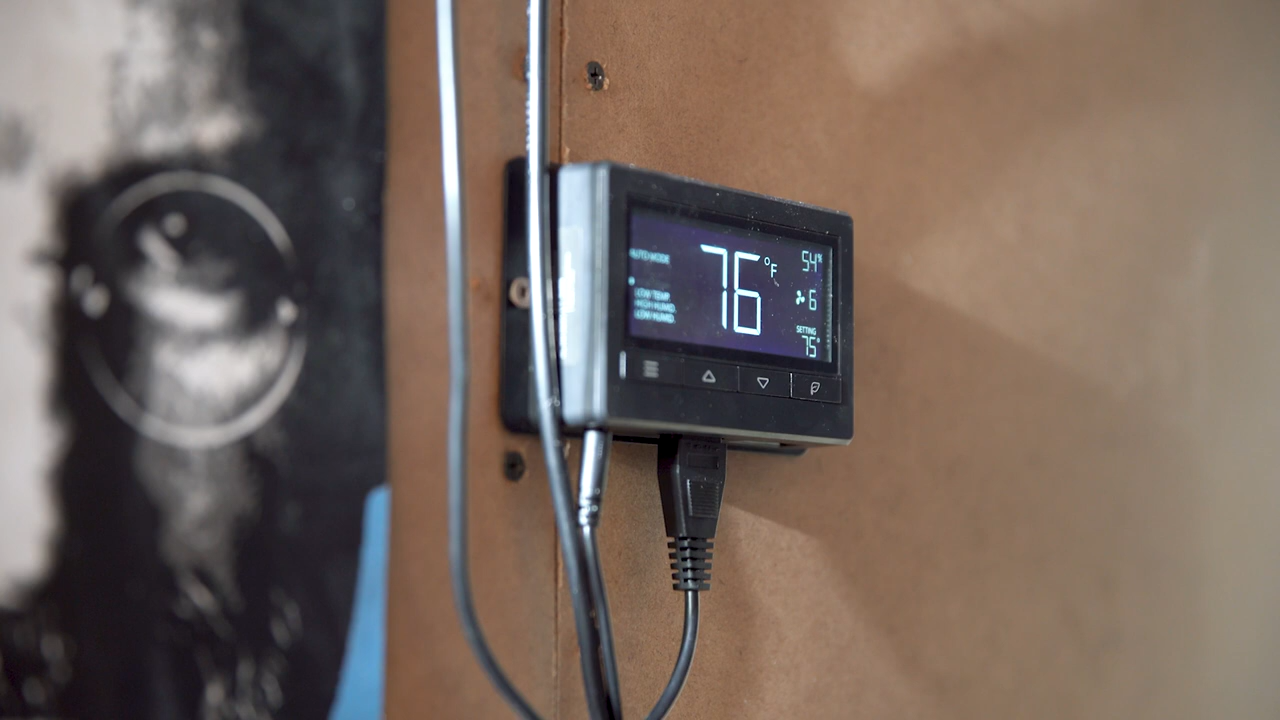 AUTO MODE
LOW TEMP.
HIGH HUMID.
LOW HUMID.
76°F
54%
6
SETTING
75°